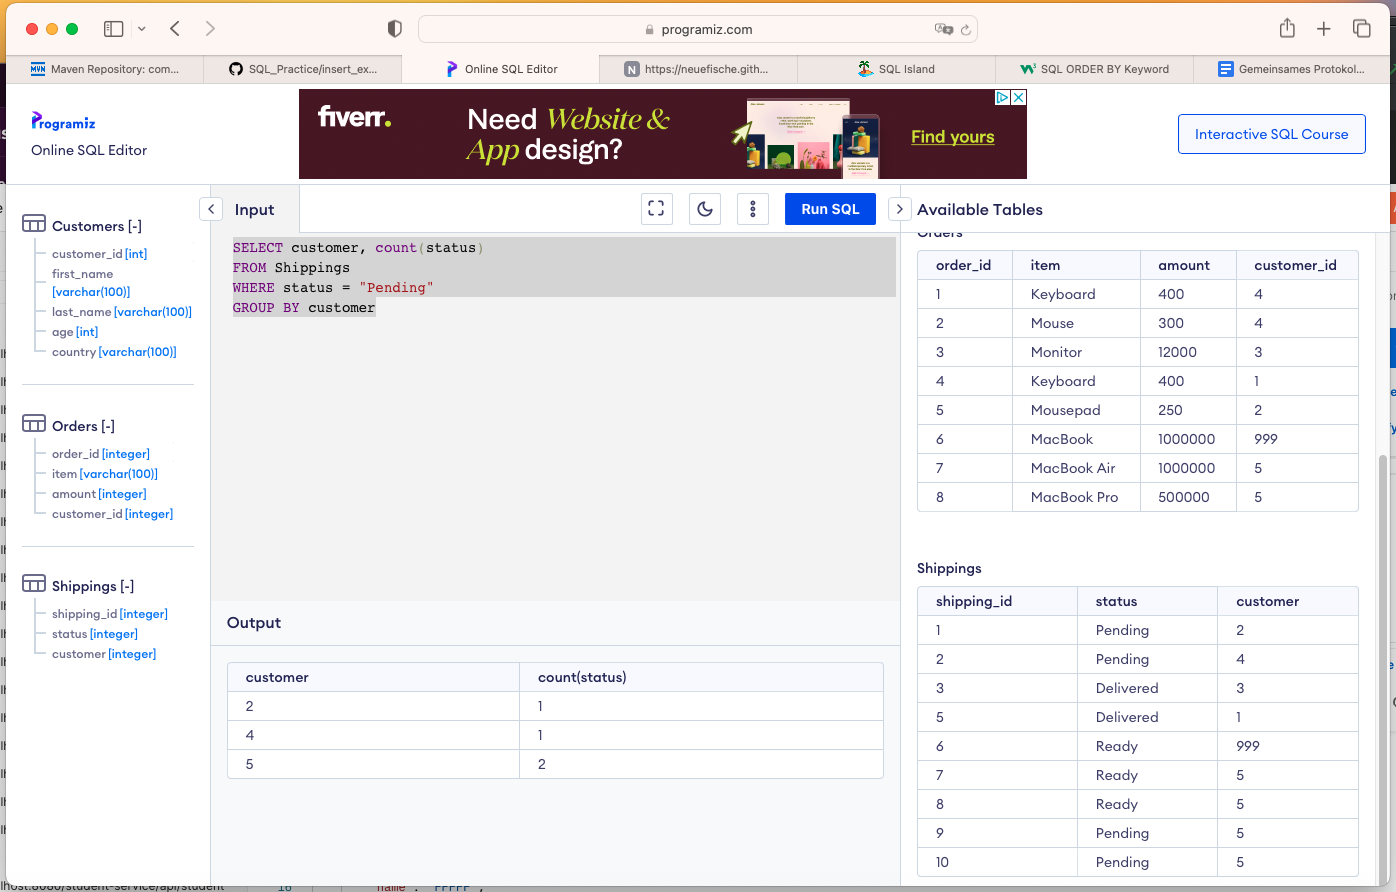 programiz.com
Maven Repository: com...
SQL_Practice/insert_ex...
Online SQL Editor
https://neuefische.gith...
SQL Island
SQL ORDER BY Keyword
Gemeinsames Protokol...
Programiz
Online SQL Editor
fiverr.
Need Website &
App design?
Find yours
Interactive SQL Course
Customers [-]
customer_id [int]
first_name
[varchar(100)]
last_name [varchar(100)]
age [int]
country [varchar(100)]
Orders [-]
order_id [integer]
item [varchar(100)]
amount [integer]
customer_id [integer]
Shippings [-]
shipping_id [integer]
status [integer]
customer [integer]
Input
Run SQL
SELECT customer, count(status)
FROM Shippings
WHERE status = "Pending"
GROUP BY customer
Output
customer count(status)
2 1
4 1
5 2
Available Tables
Orders
order_id item amount customer_id
1 Keyboard 400 4
2 Mouse 300 4
3 Monitor 12000 3
4 Keyboard 400 1
5 Mousepad 250 2
6 MacBook 1000000 999
7 MacBook Air 1000000 5
8 MacBook Pro 500000 5
Shippings
shipping_id status customer
1 Pending 2
2 Pending 4
3 Delivered 3
5 Delivered 1
6 Ready 999
7 Ready 5
8 Ready 5
9 Pending 5
10 Pending 5